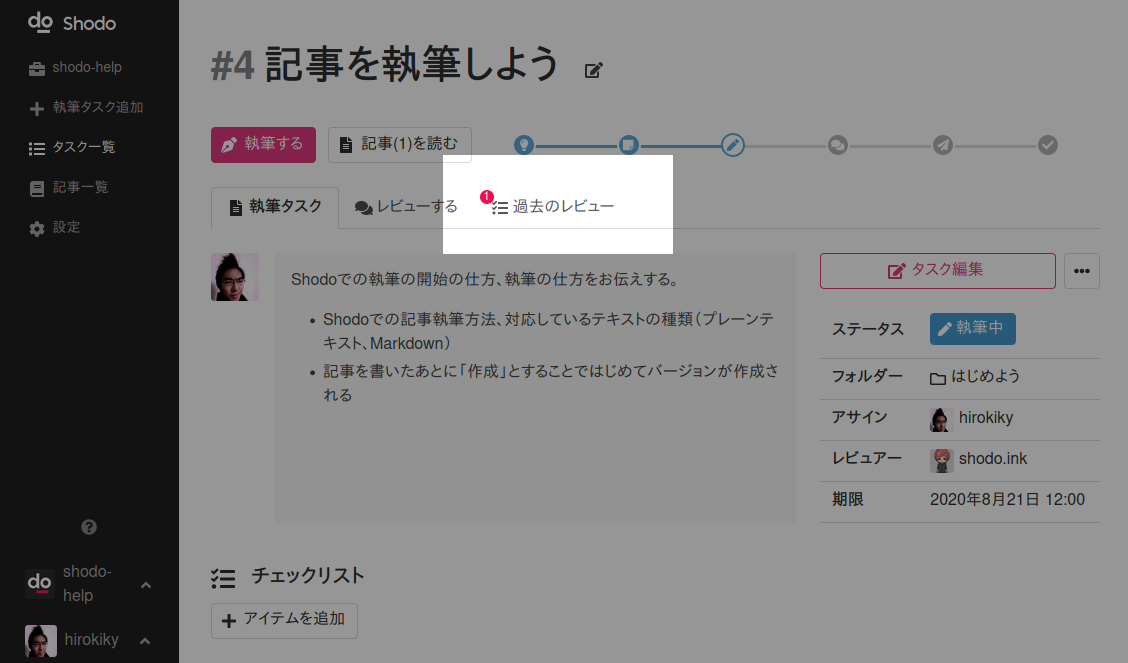 do Shodo
shodo-help
執筆タスク追加
タスク一覧
記事一覧
設定
do shodo-
help
hirokiky
#4 記事を執筆しよう
執筆する
記事(1)を読む
執筆タスク
レビューする
1
過去のレビュー
Shodoでの執筆の開始の仕方、執筆の仕方をお伝えする。
• Shodoでの記事執筆方法、対応しているテキストの種類（プレーンテ
キスト、Markdown）
• 記事を書いたあとに「作成」とすることではじめてバージョンが作成さ
れる
タスク編集
ステータス 執筆中
フォルダー はじめよう
アサイン hirokiky
レビュアー shodo.ink
期限 2020年8月21日 12:00
チェックリスト
アイテムを追加